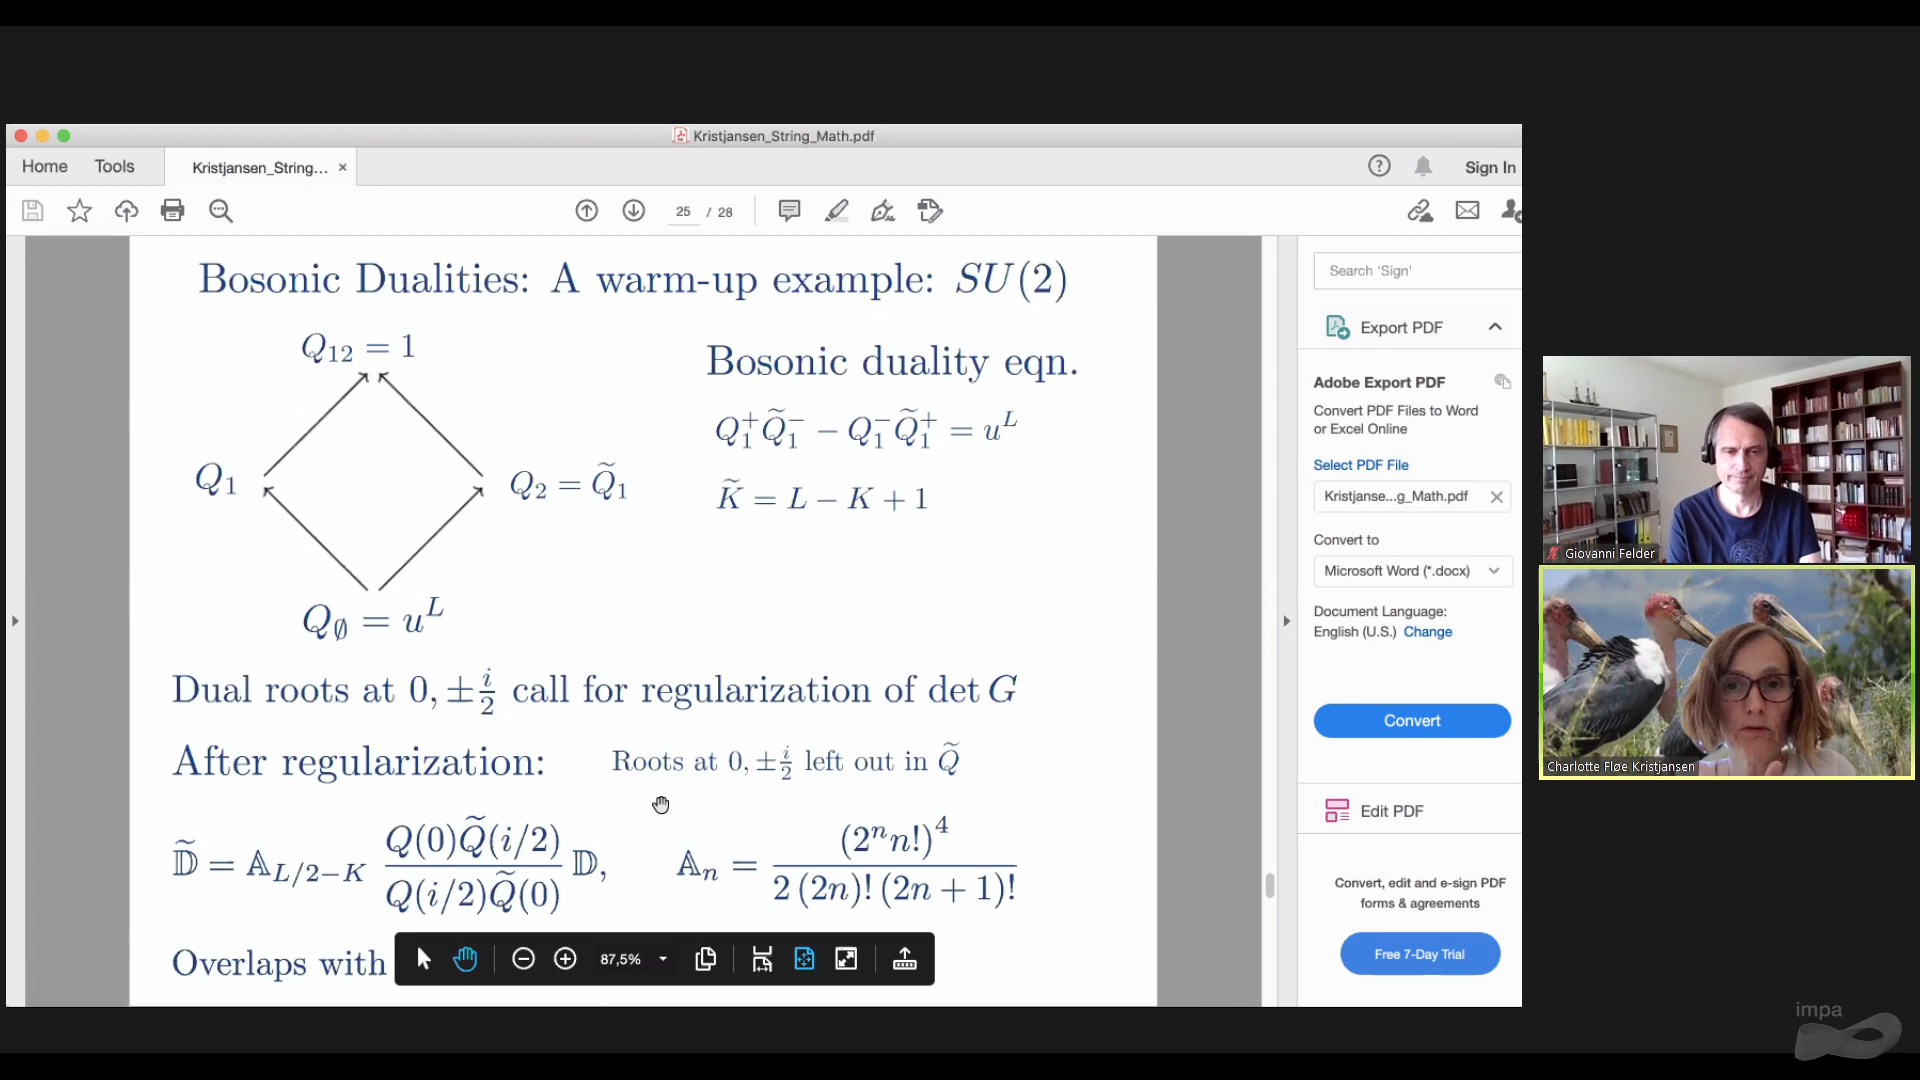 Kristjansen_String_Math.pdf
Home Tools Kristjansen_String... × Sign In
25 / 28
Bosonic Dualities: A warm-up example: SU(2)
Q₁₂ = 1
Bosonic duality eqn.
Q₁⁺Q̃₁⁻ − Q₁⁻Q̃₁⁺ = u^L
Q₁ Q₂ = Q̃₁
K̃ = L − K + 1
Q_∅ = u^L
Dual roots at 0, ±i/2 call for regularization of det G
After regularization: Roots at 0, ±i/2 left out in Q̃
𝔻̃ = 𝔸_{L/2−K} Q(0)Q̃(i/2) / Q(i/2)Q̃(0) 𝔻, 𝔸_n = (2ⁿn!)⁴ / 2 (2n)! (2n + 1)!
Overlaps with
87,5%
Search 'Sign'
Export PDF
Adobe Export PDF
Convert PDF Files to Word
or Excel Online
Select PDF File
Kristjanse...g_Math.pdf
Convert to
Microsoft Word (*.docx)
Document Language:
English (U.S.) Change
Convert
Edit PDF
Convert, edit and e-sign PDF
forms & agreements
Free 7-Day Trial
Giovanni Felder
Charlotte Fløe Kristjansen
impa